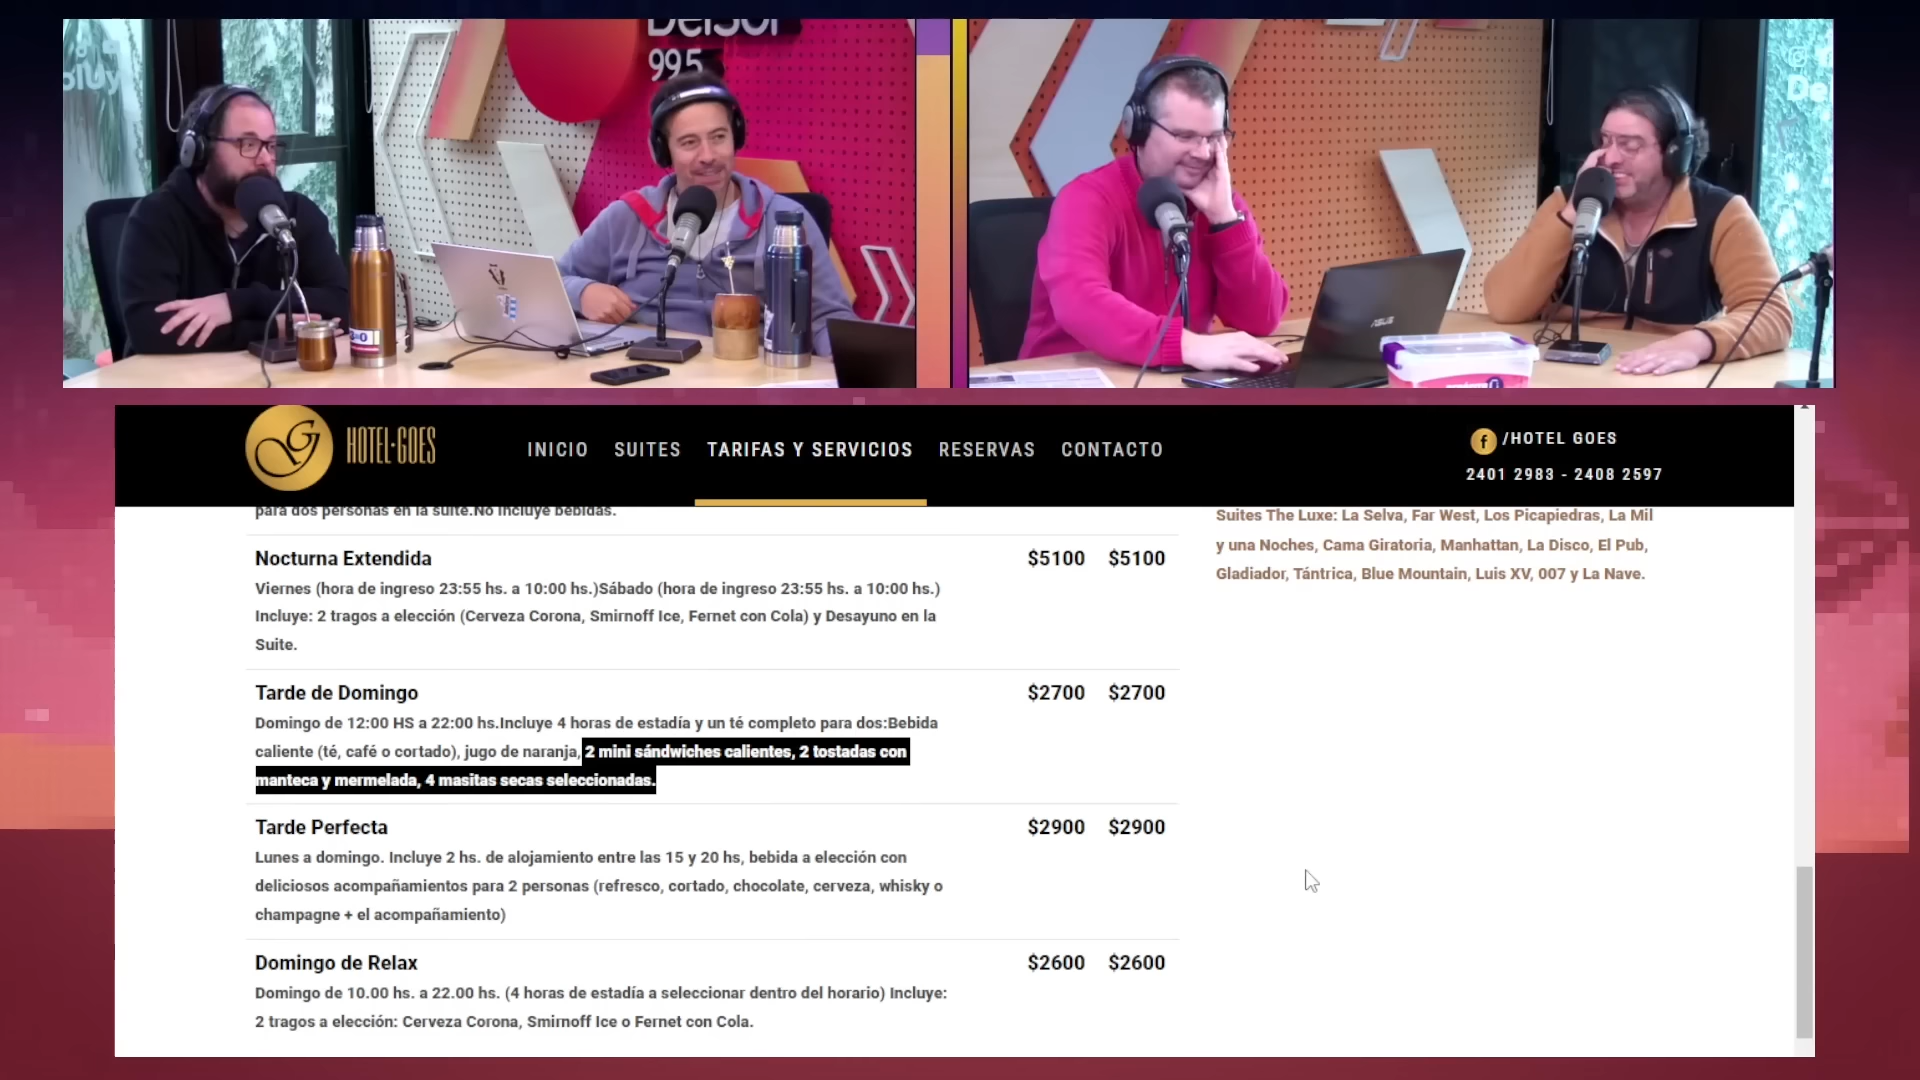 DelSol
99.5
De
ASUS
G
HOTEL·GOES
INICIO SUITES TARIFAS Y SERVICIOS RESERVAS CONTACTO
f /HOTEL GOES
2401 2983 - 2408 2597
para dos personas en la suite.No incluye bebidas.
Nocturna Extendida $5100 $5100
Viernes (hora de ingreso 23:55 hs. a 10:00 hs.)Sábado (hora de ingreso 23:55 hs. a 10:00 hs.)
Incluye: 2 tragos a elección (Cerveza Corona, Smirnoff Ice, Fernet con Cola) y Desayuno en la
Suite.
Tarde de Domingo $2700 $2700
Domingo de 12:00 HS a 22:00 hs.Incluye 4 horas de estadía y un té completo para dos:Bebida
caliente (té, café o cortado), jugo de naranja, 2 mini sándwiches calientes, 2 tostadas con
manteca y mermelada, 4 masitas secas seleccionadas.
Tarde Perfecta $2900 $2900
Lunes a domingo. Incluye 2 hs. de alojamiento entre las 15 y 20 hs, bebida a elección con
deliciosos acompañamientos para 2 personas (refresco, cortado, chocolate, cerveza, whisky o
champagne + el acompañamiento)
Domingo de Relax $2600 $2600
Domingo de 10.00 hs. a 22.00 hs. (4 horas de estadía a seleccionar dentro del horario) Incluye:
2 tragos a elección: Cerveza Corona, Smirnoff Ice o Fernet con Cola.
Suites The Luxe: La Selva, Far West, Los Picapiedras, La Mil
y una Noches, Cama Giratoria, Manhattan, La Disco, El Pub,
Gladiador, Tántrica, Blue Mountain, Luis XV, 007 y La Nave.